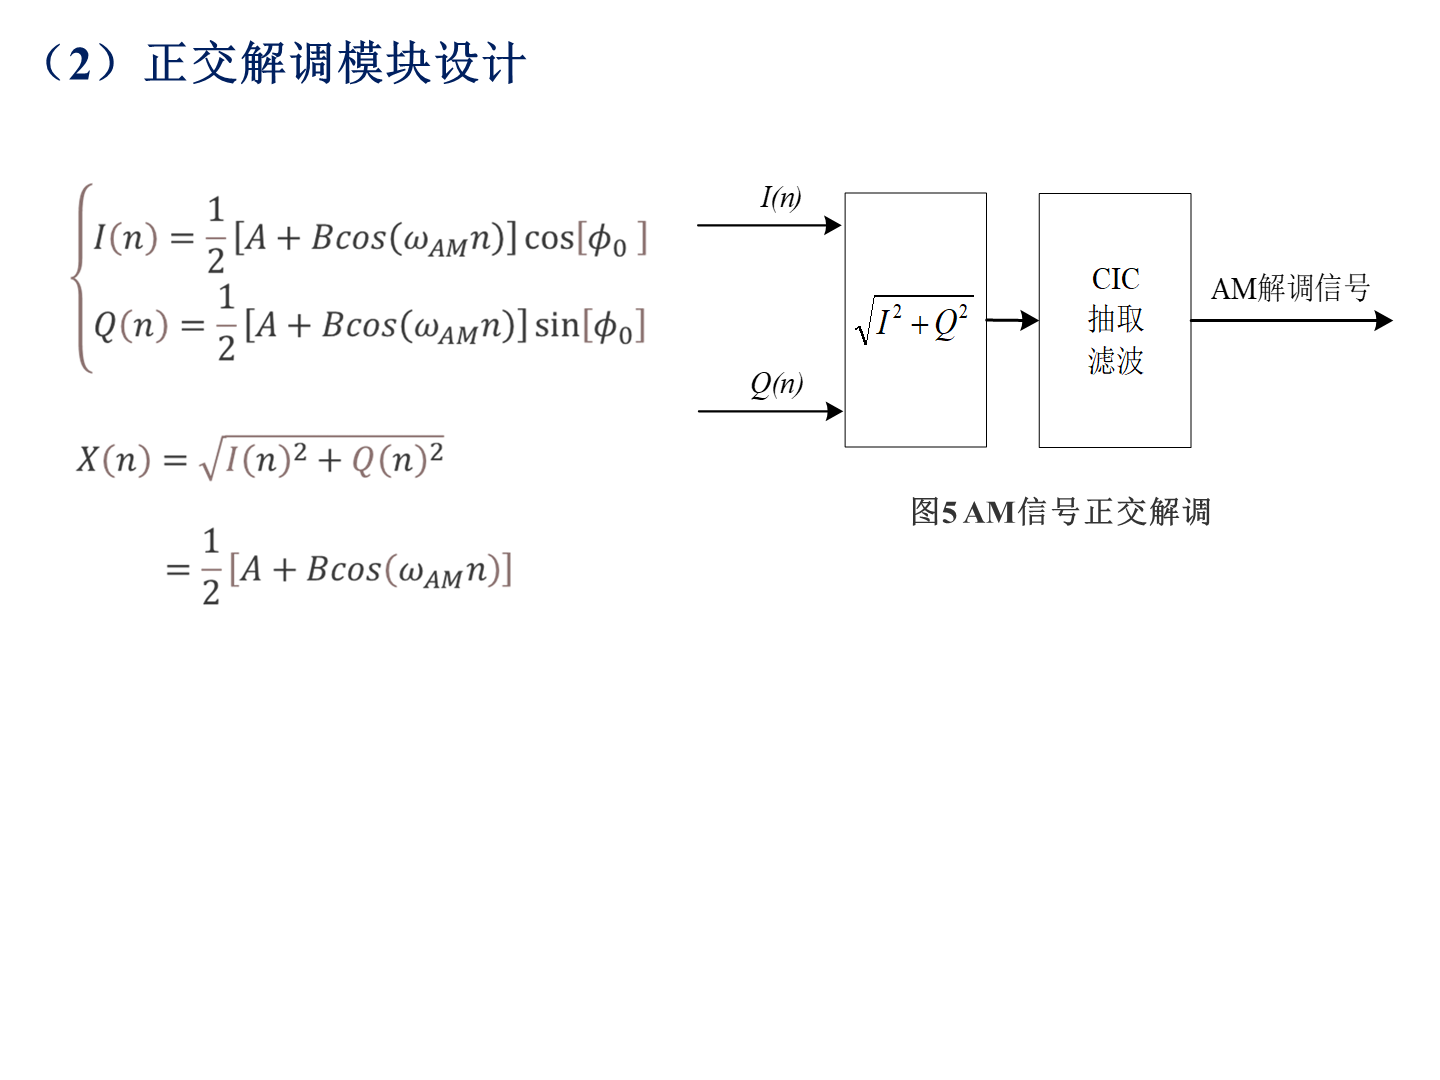 （2）正交解调模块设计
I(n) = 1/2 [A + Bcos(ω_AM n)] cos[ϕ_0 ]
Q(n) = 1/2 [A + Bcos(ω_AM n)] sin[ϕ_0]
X(n) = √(I(n)² + Q(n)²)
= 1/2 [A + Bcos(ω_AM n)]
I(n)
Q(n)
√(I² + Q²)
CIC
抽取
滤波
AM解调信号
图5 AM信号正交解调